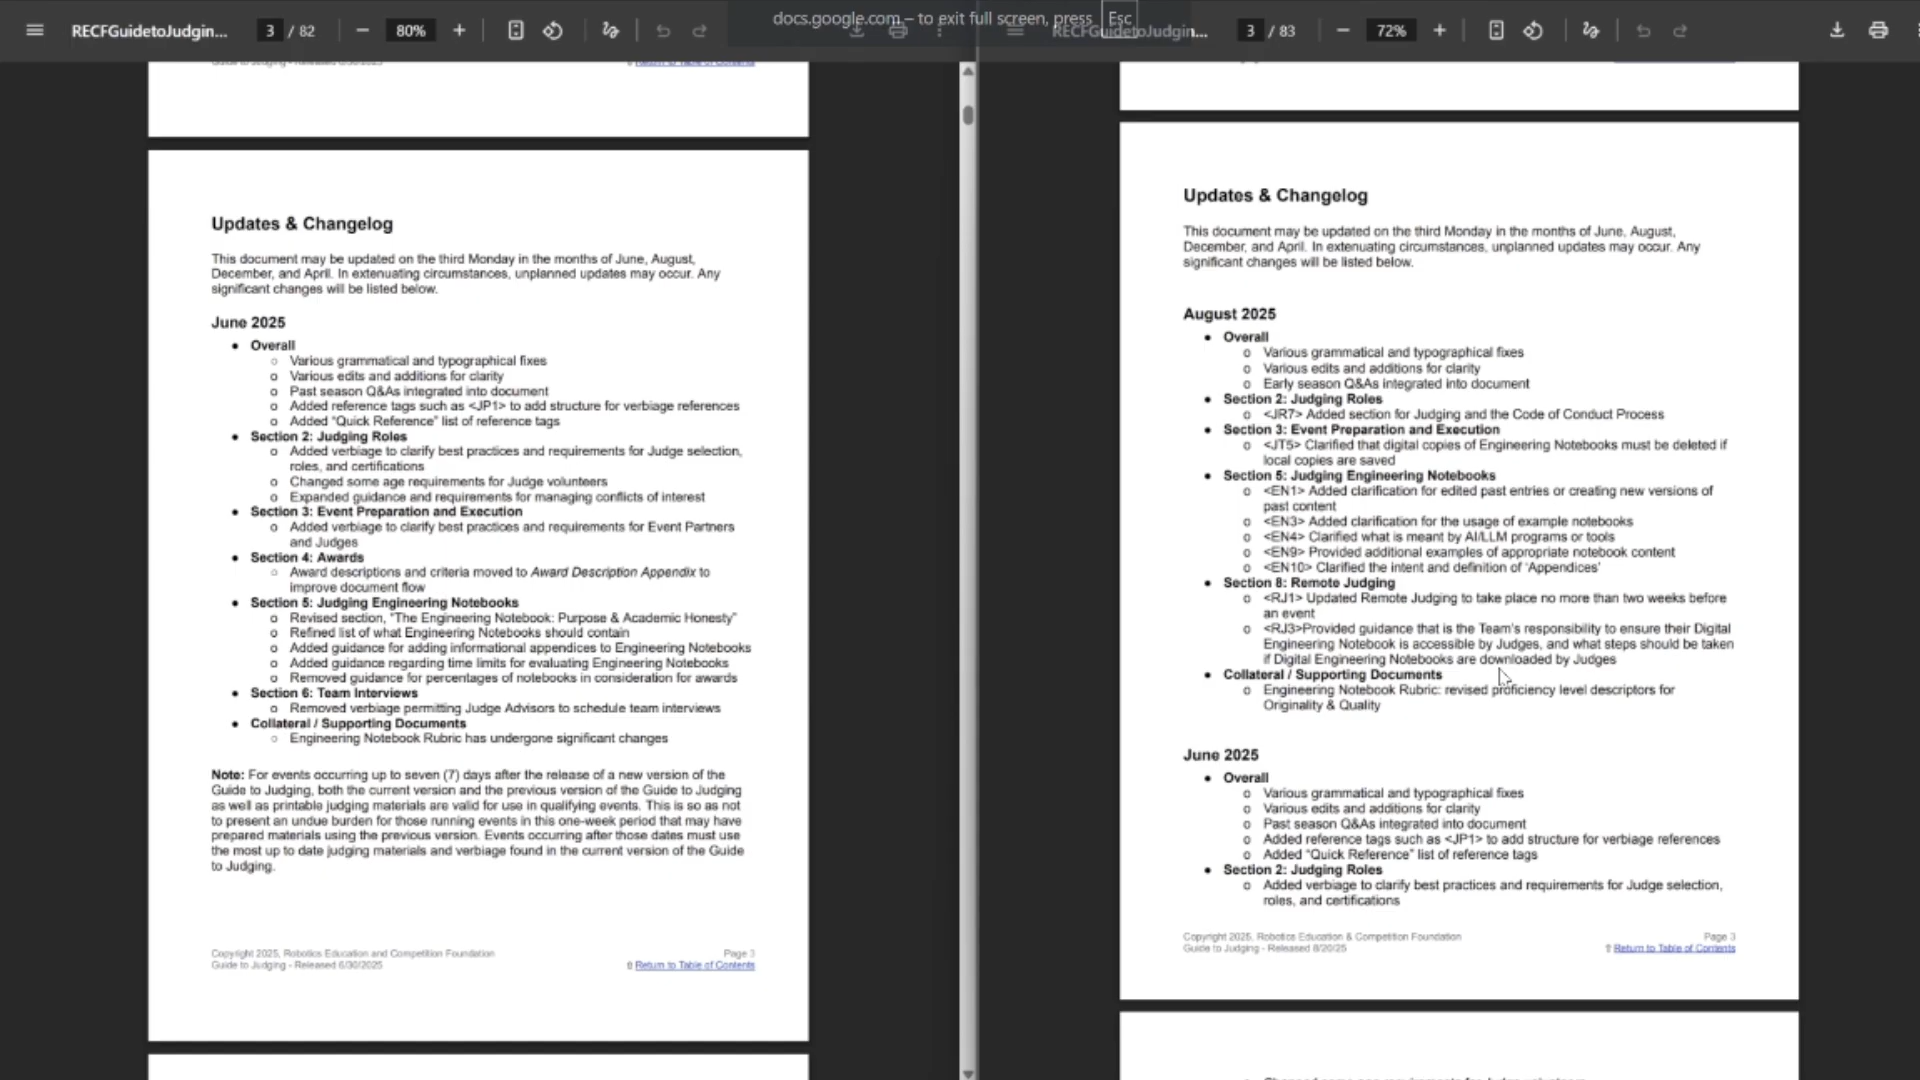 RECFGuidetoJudgin...
3 / 82
80%
docs.google.com – to exit full screen, press Esc
RECFGuidetoJudgin...
3 / 83
72%
Return to Table of Contents
Updates & Changelog
This document may be updated on the third Monday in the months of June, August,
December, and April. In extenuating circumstances, unplanned updates may occur. Any
significant changes will be listed below.
June 2025
• Overall
o Various grammatical and typographical fixes
o Various edits and additions for clarity
o Past season Q&As integrated into document
o Added reference tags such as <JP1> to add structure for verbiage references
o Added “Quick Reference” list of reference tags
• Section 2: Judging Roles
o Added verbiage to clarify best practices and requirements for Judge selection,
roles, and certifications
o Changed some age requirements for Judge volunteers
o Expanded guidance and requirements for managing conflicts of interest
• Section 3: Event Preparation and Execution
o Added verbiage to clarify best practices and requirements for Event Partners
and Judges
• Section 4: Awards
o Award descriptions and criteria moved to Award Description Appendix to
improve document flow
• Section 5: Judging Engineering Notebooks
o Revised section, “The Engineering Notebook: Purpose & Academic Honesty”
o Refined list of what Engineering Notebooks should contain
o Added guidance for adding informational appendices to Engineering Notebooks
o Added guidance regarding time limits for evaluating Engineering Notebooks
o Removed guidance for percentages of notebooks in consideration for awards
• Section 6: Team Interviews
o Removed verbiage permitting Judge Advisors to schedule team interviews
• Collateral / Supporting Documents
o Engineering Notebook Rubric has undergone significant changes
Note: For events occurring up to seven (7) days after the release of a new version of the
Guide to Judging, both the current version and the previous version of the Guide to Judging
as well as printable judging materials are valid for use in qualifying events. This is so as not
to present an undue burden for those running events in this one-week period that may have
prepared materials using the previous version. Events occurring after those dates must use
the most up to date judging materials and verbiage found in the current version of the Guide
to Judging.
Copyright 2025, Robotics Education and Competition Foundation
Page 3
Guide to Judging - Released 6/30/2025
⇧ Return to Table of Contents
Updates & Changelog
This document may be updated on the third Monday in the months of June, August,
December, and April. In extenuating circumstances, unplanned updates may occur. Any
significant changes will be listed below.
August 2025
• Overall
o Various grammatical and typographical fixes
o Various edits and additions for clarity
o Early season Q&As integrated into document
• Section 2: Judging Roles
o <JR7> Added section for Judging and the Code of Conduct Process
• Section 3: Event Preparation and Execution
o <JT5> Clarified that digital copies of Engineering Notebooks must be deleted if
local copies are saved
• Section 5: Judging Engineering Notebooks
o <EN1> Added clarification for edited past entries or creating new versions of
past content
o <EN3> Added clarification for the usage of example notebooks
o <EN4> Clarified what is meant by AI/LLM programs or tools
o <EN9> Provided additional examples of appropriate notebook content
o <EN10> Clarified the intent and definition of ‘Appendices’
• Section 8: Remote Judging
o <RJ1> Updated Remote Judging to take place no more than two weeks before
an event
o <RJ3>Provided guidance that is the Team’s responsibility to ensure their Digital
Engineering Notebook is accessible by Judges, and what steps should be taken
if Digital Engineering Notebooks are downloaded by Judges
• Collateral / Supporting Documents
o Engineering Notebook Rubric: revised proficiency level descriptors for
Originality & Quality
June 2025
• Overall
o Various grammatical and typographical fixes
o Various edits and additions for clarity
o Past season Q&As integrated into document
o Added reference tags such as <JP1> to add structure for verbiage references
o Added “Quick Reference” list of reference tags
• Section 2: Judging Roles
o Added verbiage to clarify best practices and requirements for Judge selection,
roles, and certifications
Copyright 2025, Robotics Education & Competition Foundation
Page 3
Guide to Judging - Released 8/20/25
⇧ Return to Table of Contents